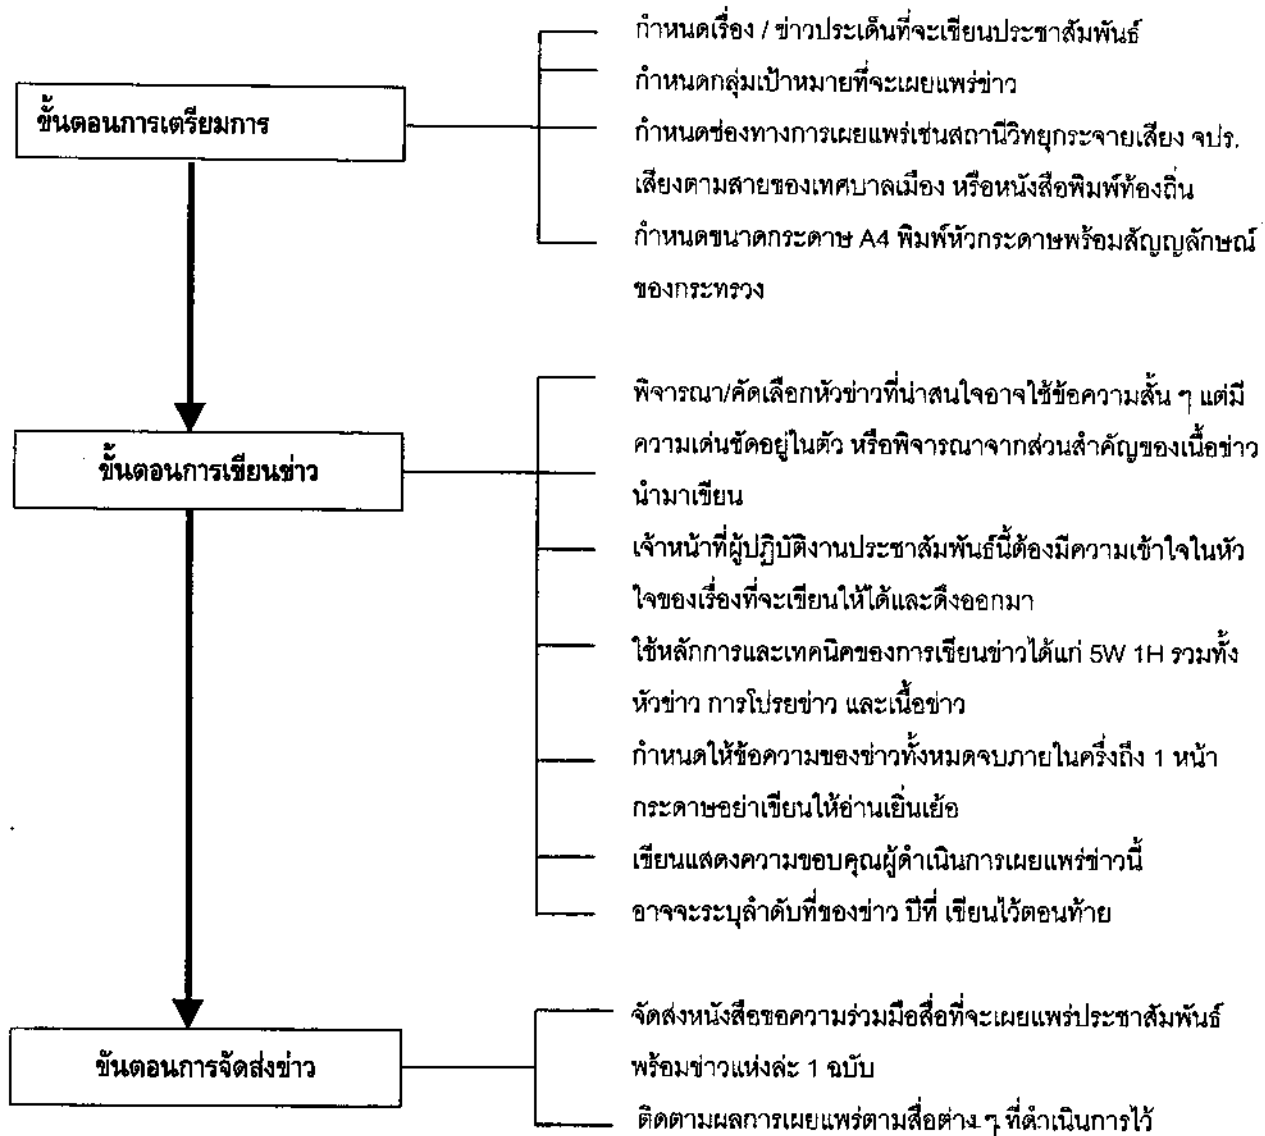 กำหนดเรื่อง / ข่าวประเด็นที่จะเขียนประชาสัมพันธ์
กำหนดกลุ่มเป้าหมายที่จะเผยแพร่ข่าว
ขั้นตอนการเตรียมการ
กำหนดช่องทางการเผยแพร่เช่นสถานีวิทยุกระจายเสียง จปร.
เสียงตามสายของเทศบาลเมือง หรือหนังสือพิมพ์ท้องถิ่น
กำหนดขนาดกระดาษ A4 พิมพ์หัวกระดาษพร้อมสัญญลักษณ์
ของกระทรวง
พิจารณา/คัดเลือกหัวข่าวที่น่าสนใจอาจใช้ข้อความสั้น ๆ แต่มี
ความเด่นชัดอยู่ในตัว หรือพิจารณาจากส่วนสำคัญของเนื้อข่าว
นำมาเขียน
ขั้นตอนการเขียนข่าว
เจ้าหน้าที่ผู้ปฏิบัติงานประชาสัมพันธ์นี้ต้องมีความเข้าใจในหัว
ใจของเรื่องที่จะเขียนให้ได้และดึงออกมา
ใช้หลักการและเทคนิคของการเขียนข่าวได้แก่ 5W 1H รวมทั้ง
หัวข่าว การโปรยข่าว และเนื้อข่าว
กำหนดให้ข้อความของข่าวทั้งหมดจบภายในครึ่งถึง 1 หน้า
กระดาษอย่าเขียนให้อ่านเยิ่นเย้อ
เขียนแสดงความขอบคุณผู้ดำเนินการเผยแพร่ข่าวนี้
อาจจะระบุลำดับที่ของข่าว ปีที่ เขียนไว้ตอนท้าย
ขั้นตอนการจัดส่งข่าว
จัดส่งหนังสือขอความร่วมมือสื่อที่จะเผยแพร่ประชาสัมพันธ์
พร้อมข่าวแห่งละ 1 ฉบับ
ติดตามผลการเผยแพร่ตามสื่อต่าง ๆ ที่ดำเนินการไว้